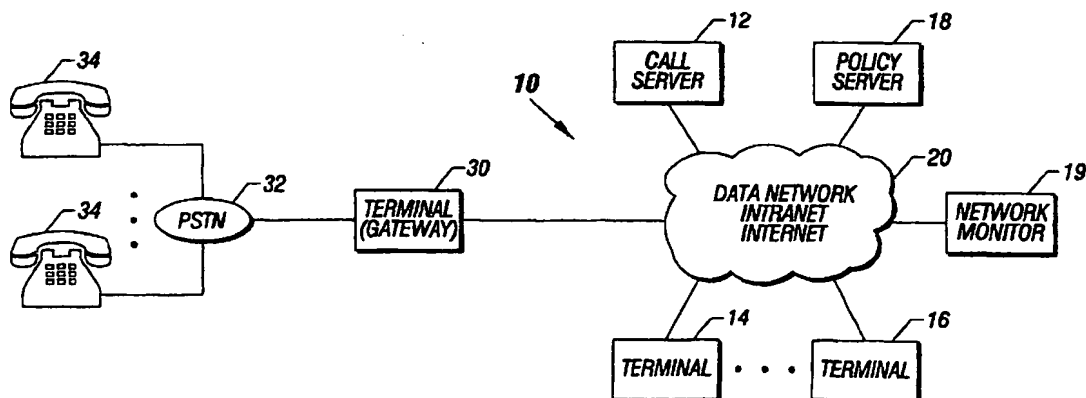 12
18
34
CALL
SERVER
POLICY
SERVER
10
20
30
19
32
34
PSTN
TERMINAL
(GATEWAY)
DATA NETWORK
INTRANET
INTERNET
NETWORK
MONITOR
14
16
TERMINAL
TERMINAL